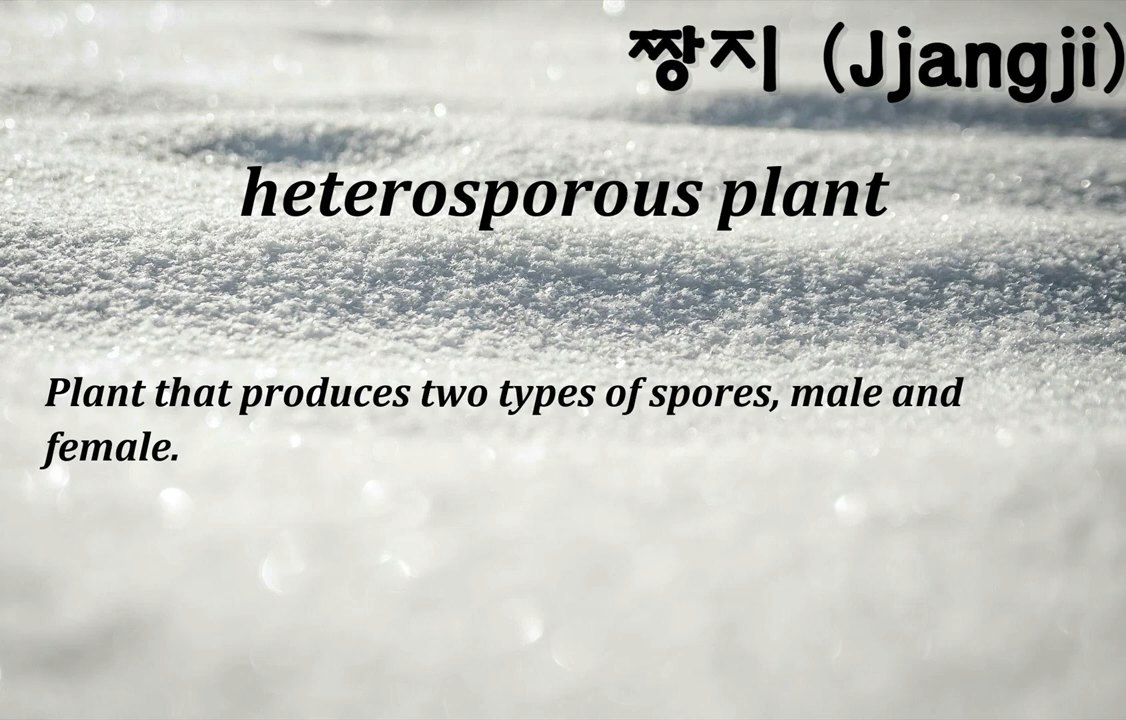 짱지 (Jjangji)
heterosporous plant
Plant that produces two types of spores, male and
female.